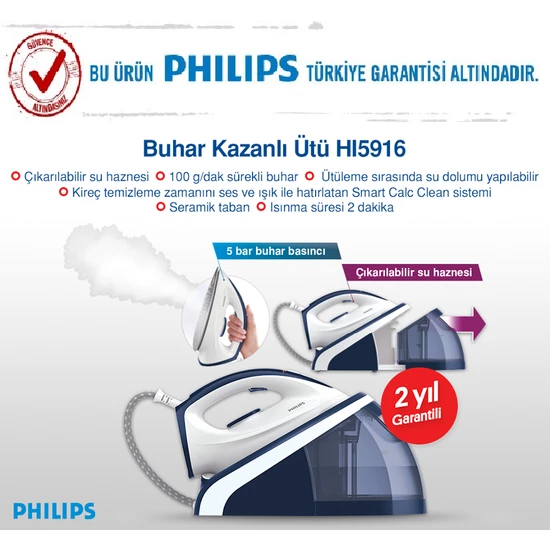 GÜVENCE
ALTINDASINIZ
BU ÜRÜN PHILIPS TÜRKİYE GARANTİSİ ALTINDADIR.
Buhar Kazanlı Ütü HI5916
Çıkarılabilir su haznesi 100 g/dak sürekli buhar Ütüleme sırasında su dolumu yapılabilir
Kireç temizleme zamanını ses ve ışık ile hatırlatan Smart Calc Clean sistemi
Seramik taban Isınma süresi 2 dakika
5 bar buhar basıncı
Çıkarılabilir su haznesi
2 yıl
Garantili
PHILIPS
PHILIPS